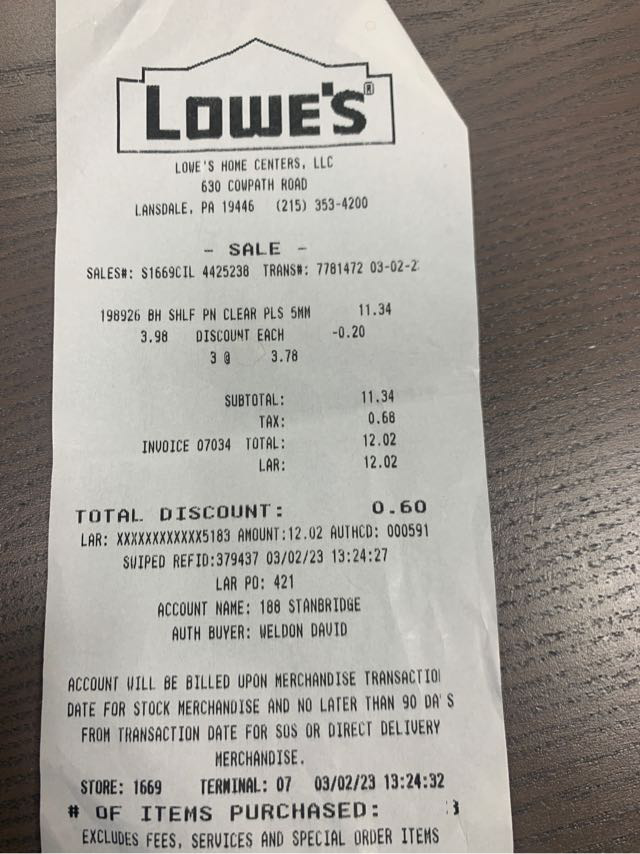 LOWE'S®
LOWE'S HOME CENTERS, LLC
630 COWPATH ROAD
LANSDALE, PA 19446 (215) 353-4200
- SALE -
SALES#: S1669CIL 4425238 TRANS#: 7781472 03-02-2
198926 BH SHLF PN CLEAR PLS 5MM 11.34
3.98 DISCOUNT EACH -0.20
3 @ 3.78
SUBTOTAL: 11.34
TAX: 0.68
INVOICE 07034 TOTAL: 12.02
LAR: 12.02
TOTAL DISCOUNT: 0.60
LAR: XXXXXXXXXXXX5183 AMOUNT:12.02 AUTHCD: 000591
SWIPED REFID:379437 03/02/23 13:24:27
LAR PO: 421
ACCOUNT NAME: 188 STANBRIDGE
AUTH BUYER: WELDON DAVID
ACCOUNT WILL BE BILLED UPON MERCHANDISE TRANSACTIO
DATE FOR STOCK MERCHANDISE AND NO LATER THAN 90 DA'S
FROM TRANSACTION DATE FOR SOS OR DIRECT DELIVERY
MERCHANDISE.
STORE: 1669 TERMINAL: 07 03/02/23 13:24:32
# OF ITEMS PURCHASED: 3
EXCLUDES FEES, SERVICES AND SPECIAL ORDER ITEMS